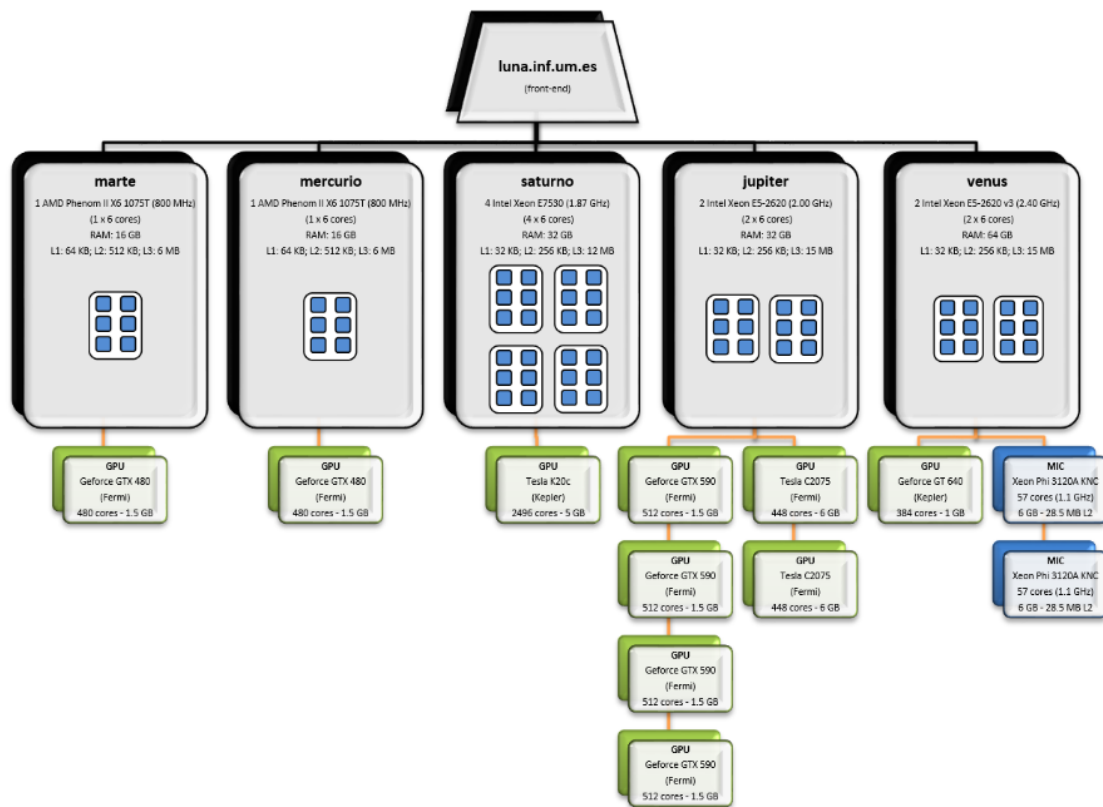 luna.inf.um.es
(front-end)
marte
1 AMD Phenom II X6 1075T (800 MHz)
(1 x 6 cores)
RAM: 16 GB
L1: 64 KB; L2: 512 KB; L3: 6 MB
mercurio
1 AMD Phenom II X6 1075T (800 MHz)
(1 x 6 cores)
RAM: 16 GB
L1: 64 KB; L2: 512 KB; L3: 6 MB
saturno
4 Intel Xeon E7530 (1.87 GHz)
(4 x 6 cores)
RAM: 32 GB
L1: 32 KB; L2: 256 KB; L3: 12 MB
jupiter
2 Intel Xeon E5-2620 (2.00 GHz)
(2 x 6 cores)
RAM: 32 GB
L1: 32 KB; L2: 256 KB; L3: 15 MB
venus
2 Intel Xeon E5-2620 v3 (2.40 GHz)
(2 x 6 cores)
RAM: 64 GB
L1: 32 KB; L2: 256 KB; L3: 15 MB
GPU
Geforce GTX 480
(Fermi)
480 cores - 1.5 GB
GPU
Geforce GTX 480
(Fermi)
480 cores - 1.5 GB
GPU
Tesla K20c
(Kepler)
2496 cores - 5 GB
GPU
Geforce GTX 590
(Fermi)
512 cores - 1.5 GB
GPU
Tesla C2075
(Fermi)
448 cores - 6 GB
GPU
Geforce GT 640
(Kepler)
384 cores - 1 GB
MIC
Xeon Phi 3120A KNC
57 cores (1.1 GHz)
6 GB - 28.5 MB L2
GPU
Geforce GTX 590
(Fermi)
512 cores - 1.5 GB
GPU
Tesla C2075
(Fermi)
448 cores - 6 GB
MIC
Xeon Phi 3120A KNC
57 cores (1.1 GHz)
6 GB - 28.5 MB L2
GPU
Geforce GTX 590
(Fermi)
512 cores - 1.5 GB
GPU
Geforce GTX 590
(Fermi)
512 cores - 1.5 GB